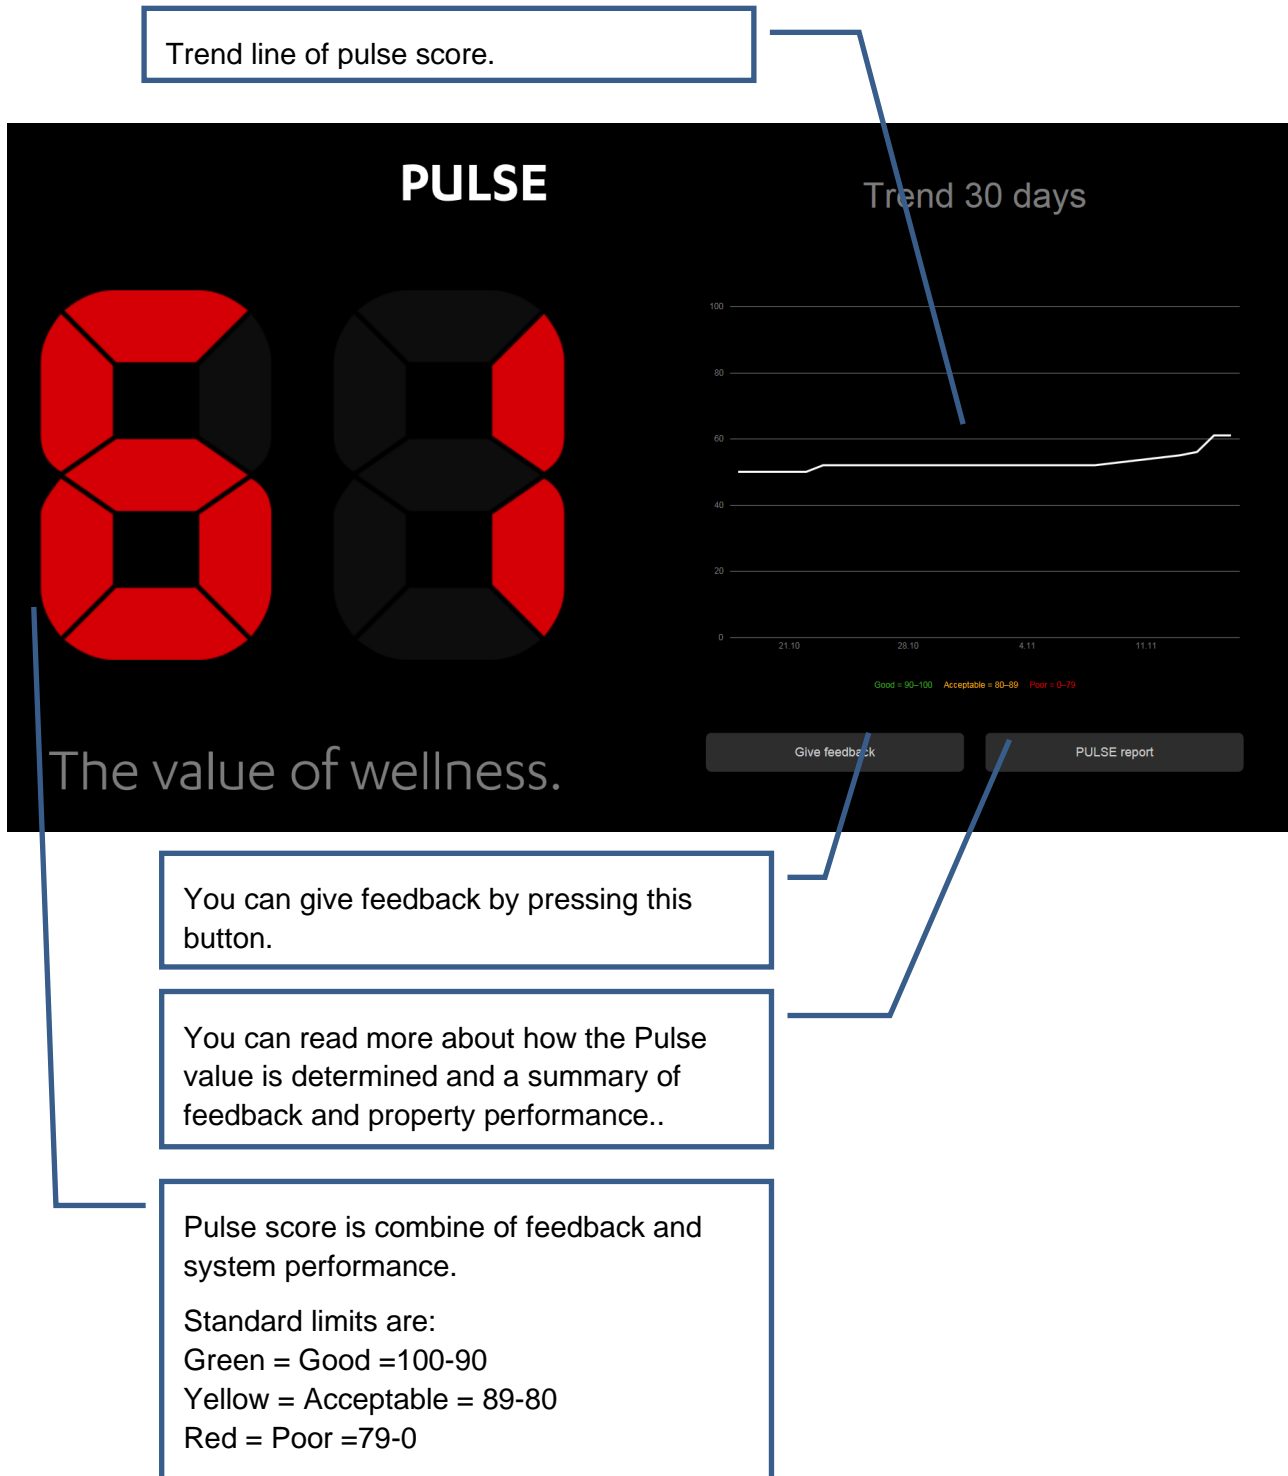 Trend line of pulse score.
PULSE
Trend 30 days
61
100
80
60
40
20
0
21.10 28.10 4.11 11.11
Good = 90–100 Acceptable = 80–89 Poor = 0–79
Give feedback PULSE report
The value of wellness.
You can give feedback by pressing this
button.
You can read more about how the Pulse
value is determined and a summary of
feedback and property performance..
Pulse score is combine of feedback and
system performance.
Standard limits are:
Green = Good =100-90
Yellow = Acceptable = 89-80
Red = Poor =79-0